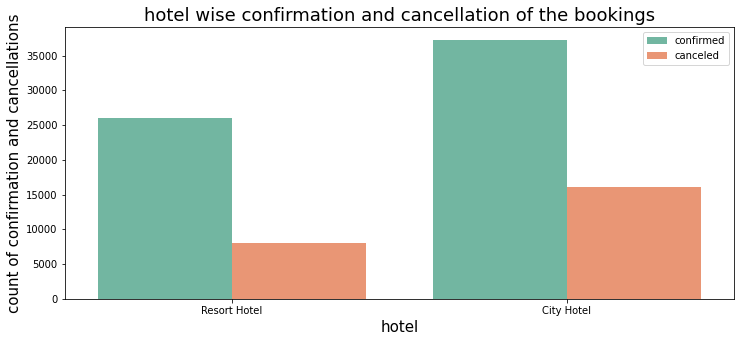 hotel wise confirmation and cancellation of the bookings
count of confirmation and cancellations
35000
30000
25000
20000
15000
10000
5000
0
confirmed
canceled
Resort Hotel
City Hotel
hotel